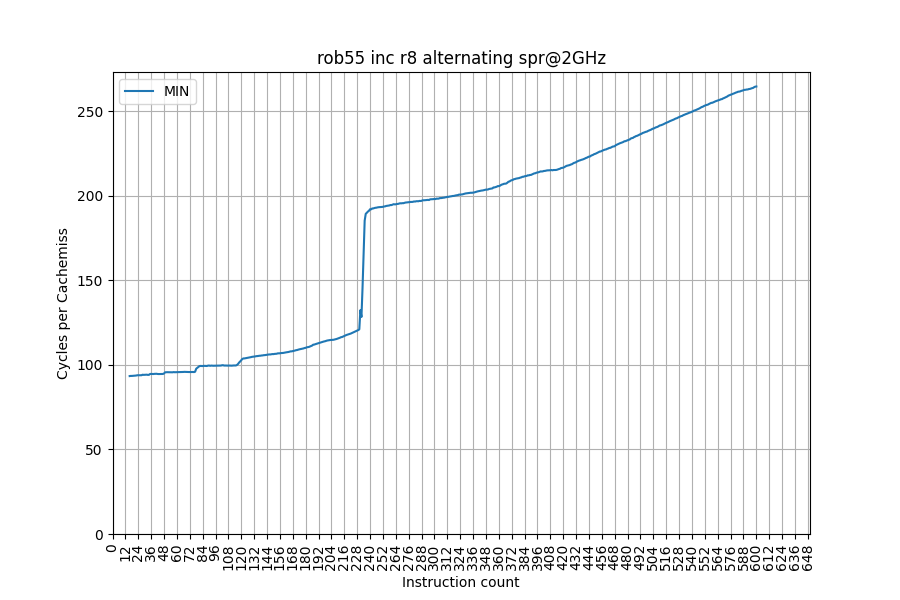 rob55 inc r8 alternating spr@2GHz
MIN
Cycles per Cachemiss
250
200
150
100
50
0
0 12 24 36 48 60 72 84 96 108 120 132 144 156 168 180 192 204 216 228 240 252 264 276 288 300 312 324 336 348 360 372 384 396 408 420 432 444 456 468 480 492 504 516 528 540 552 564 576 588 600 612 624 636 648
Instruction count